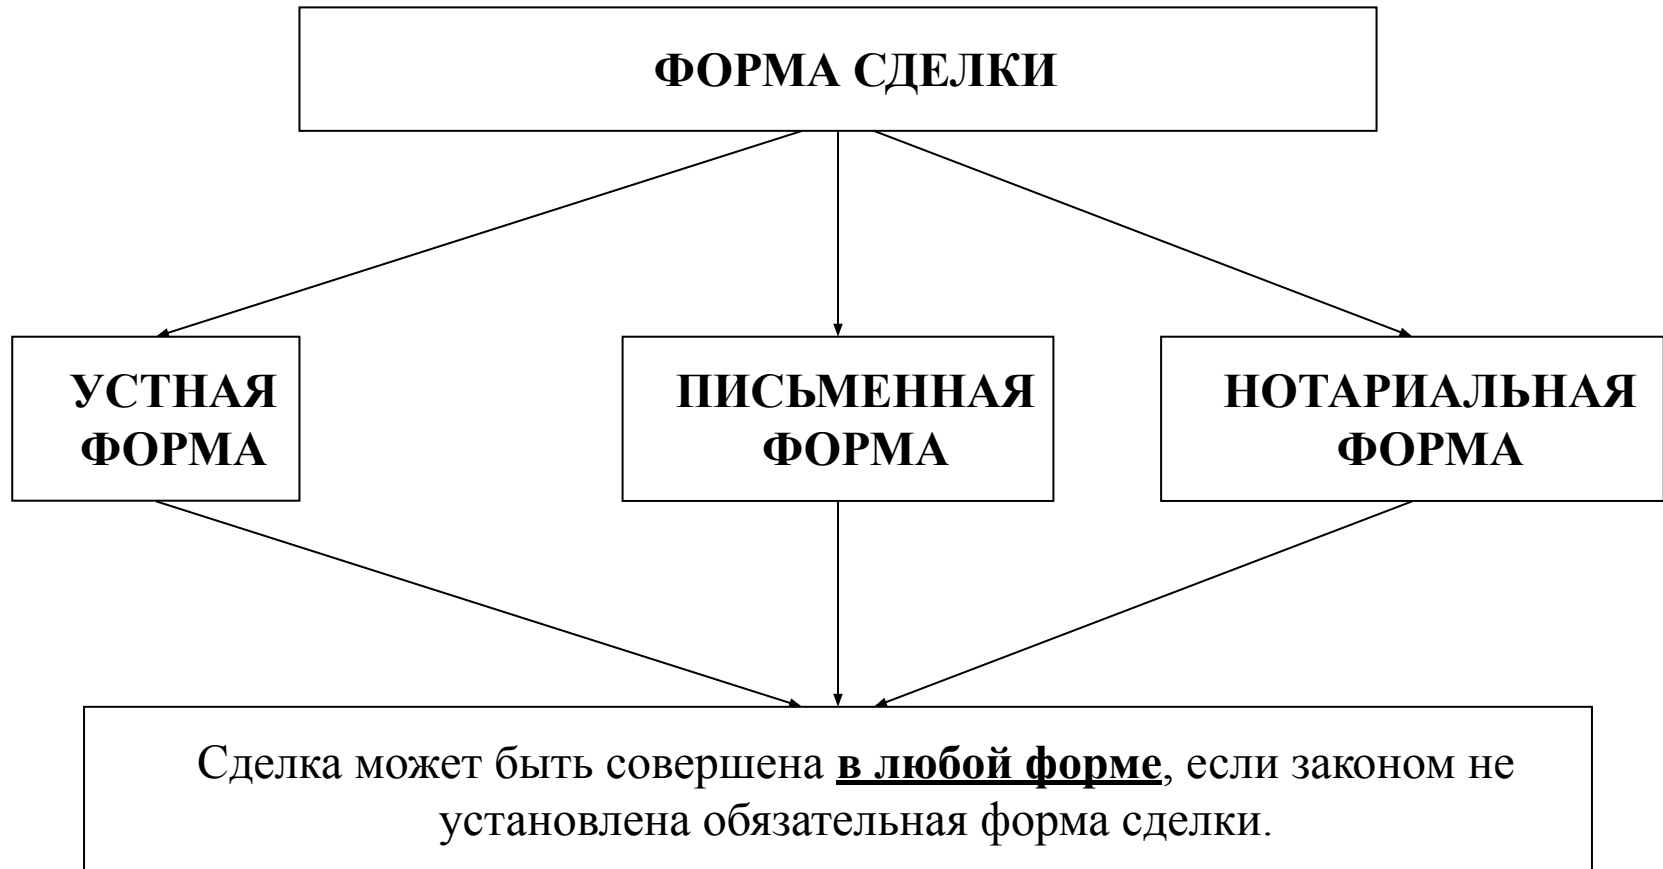 ФОРМА СДЕЛКИ
УСТНАЯ
ФОРМА
ПИСЬМЕННАЯ
ФОРМА
НОТАРИАЛЬНАЯ
ФОРМА
Сделка может быть совершена в любой форме, если законом не
установлена обязательная форма сделки.